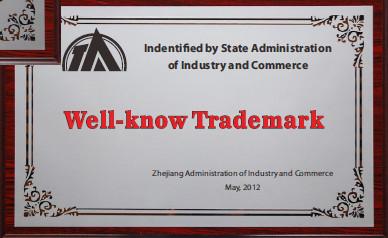 Indentified by State Administration
of Industry and Commerce
Well-know Trademark
Zhejiang Administration of Industry and Commerce
May, 2012